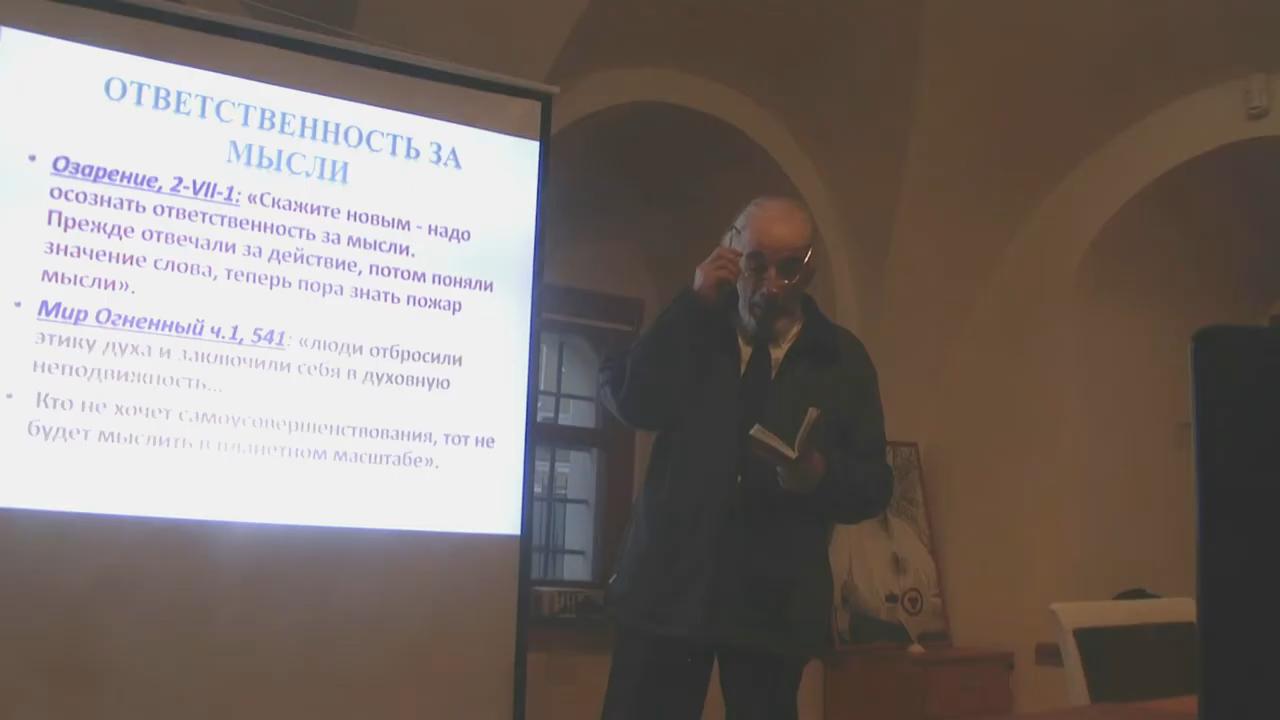 ОТВЕТСТВЕННОСТЬ ЗА
МЫСЛИ
• Озарение, 2-VII-1: «Скажите новым - надо
осознать ответственность за мысли.
Прежде отвечали за действие, потом поняли
значение слова, теперь пора знать пожар
мысли».
• Мир Огненный ч.1, 541: «люди отбросили
этику духа и заключили себя в духовную
неподвижность...
• Кто не хочет самоусовершенствования, тот не
будет мыслить в планетном масштабе».